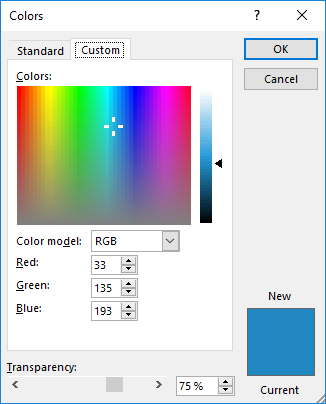 Colors
?
Standard
Custom
OK
Cancel
Colors:
Color model: RGB
Red: 33
Green: 135
Blue: 193
New
Current
Transparency:
75 %